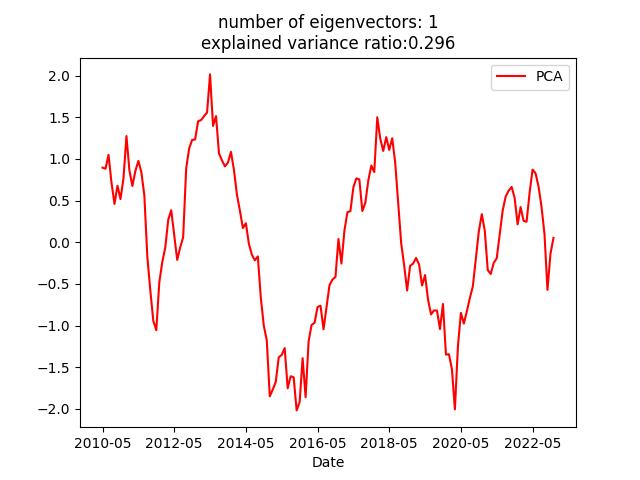 number of eigenvectors: 1
explained variance ratio:0.296
PCA
2.0
1.5
1.0
0.5
0.0
−0.5
−1.0
−1.5
−2.0
2010-05 2012-05 2014-05 2016-05 2018-05 2020-05 2022-05
Date